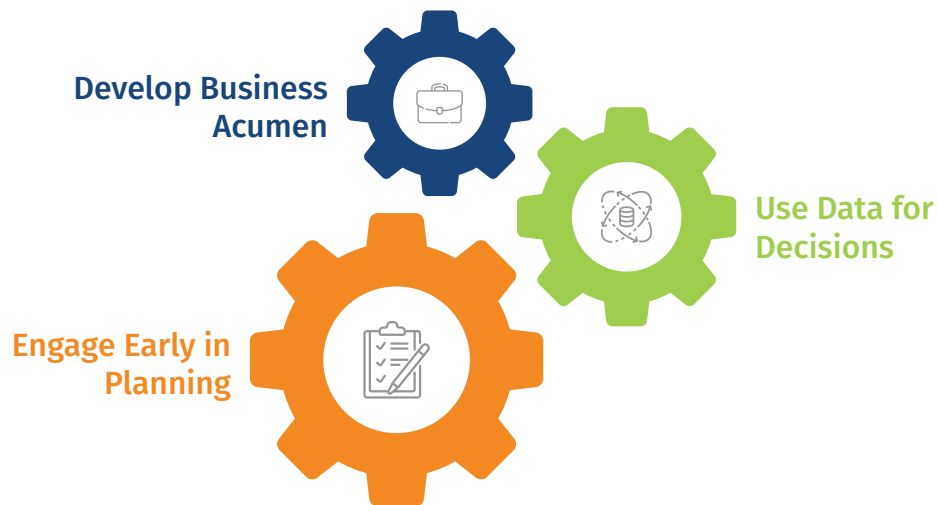 Develop Business
Acumen
Use Data for
Decisions
Engage Early in
Planning